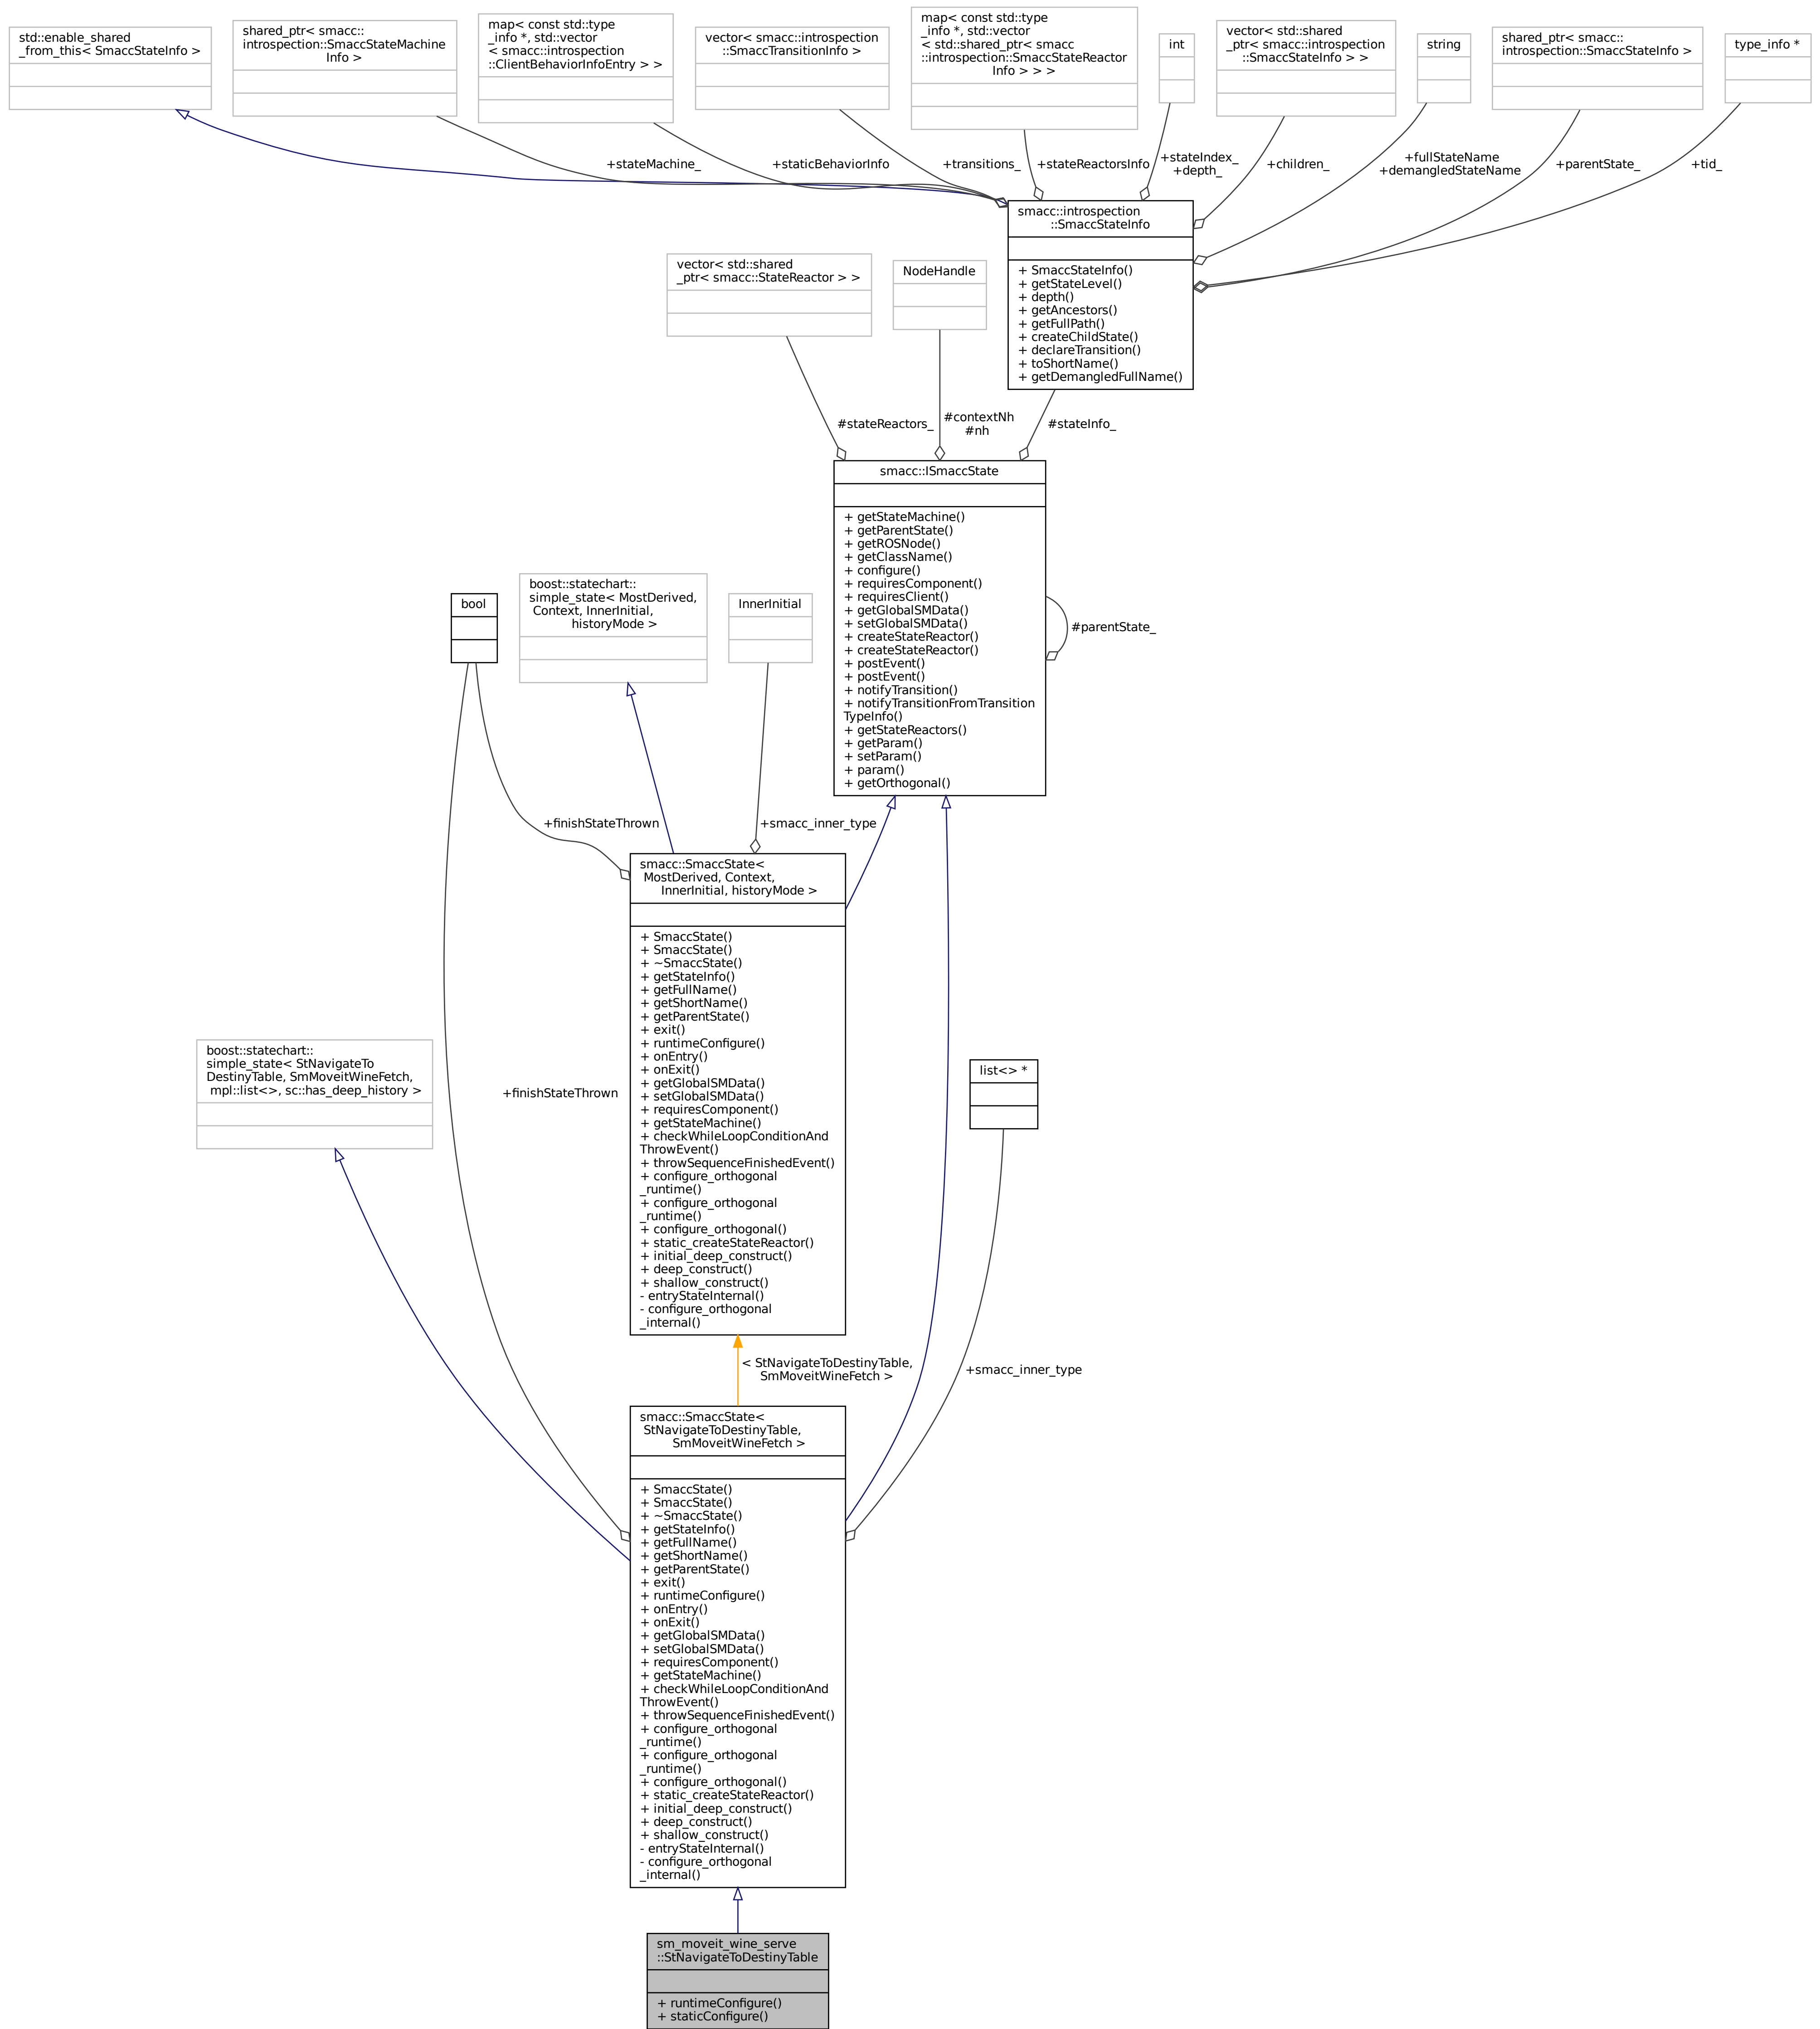 std::enable_shared
_from_this< SmaccStateInfo >
shared_ptr< smacc::
introspection::SmaccStateMachine
Info >
map< const std::type
_info *, std::vector
< smacc::introspection
::ClientBehaviorInfoEntry > >
vector< smacc::introspection
::SmaccTransitionInfo >
map< const std::type
_info *, std::vector
< std::shared_ptr< smacc
::introspection::SmaccStateReactor
Info > > >
int
vector< std::shared
_ptr< smacc::introspection
::SmaccStateInfo > >
string
shared_ptr< smacc::
introspection::SmaccStateInfo >
type_info *
+stateMachine_
+staticBehaviorInfo
+transitions_
+stateReactorsInfo
+stateIndex_
+depth_
+children_
+fullStateName
+demangledStateName
+parentState_
+tid_
smacc::introspection
::SmaccStateInfo
+ SmaccStateInfo()
+ getStateLevel()
+ depth()
+ getAncestors()
+ getFullPath()
+ createChildState()
+ declareTransition()
+ toShortName()
+ getDemangledFullName()
vector< std::shared
_ptr< smacc::StateReactor > >
NodeHandle
#stateReactors_
#contextNh
#nh
#stateInfo_
smacc::ISmaccState
+ getStateMachine()
+ getParentState()
+ getROSNode()
+ getClassName()
+ configure()
+ requiresComponent()
+ requiresClient()
+ getGlobalSMData()
+ setGlobalSMData()
+ createStateReactor()
+ createStateReactor()
+ postEvent()
+ postEvent()
+ notifyTransition()
+ notifyTransitionFromTransition
TypeInfo()
+ getStateReactors()
+ getParam()
+ setParam()
+ param()
+ getOrthogonal()
#parentState_
bool
boost::statechart::
simple_state< MostDerived,
Context, InnerInitial,
historyMode >
InnerInitial
+finishStateThrown
+smacc_inner_type
smacc::SmaccState<
MostDerived, Context,
InnerInitial, historyMode >
+ SmaccState()
+ SmaccState()
+ ~SmaccState()
+ getStateInfo()
+ getFullName()
+ getShortName()
+ getParentState()
+ exit()
+ runtimeConfigure()
+ onEntry()
+ onExit()
+ getGlobalSMData()
+ setGlobalSMData()
+ requiresComponent()
+ getStateMachine()
+ checkWhileLoopConditionAnd
ThrowEvent()
+ throwSequenceFinishedEvent()
+ configure_orthogonal
_runtime()
+ configure_orthogonal
_runtime()
+ configure_orthogonal()
+ static_createStateReactor()
+ initial_deep_construct()
+ deep_construct()
+ shallow_construct()
- entryStateInternal()
- configure_orthogonal
_internal()
boost::statechart::
simple_state< StNavigateTo
DestinyTable, SmMoveitWineFetch,
mpl::list<>, sc::has_deep_history >
+finishStateThrown
list<> *
< StNavigateToDestinyTable,
SmMoveitWineFetch >
+smacc_inner_type
smacc::SmaccState<
StNavigateToDestinyTable,
SmMoveitWineFetch >
+ SmaccState()
+ SmaccState()
+ ~SmaccState()
+ getStateInfo()
+ getFullName()
+ getShortName()
+ getParentState()
+ exit()
+ runtimeConfigure()
+ onEntry()
+ onExit()
+ getGlobalSMData()
+ setGlobalSMData()
+ requiresComponent()
+ getStateMachine()
+ checkWhileLoopConditionAnd
ThrowEvent()
+ throwSequenceFinishedEvent()
+ configure_orthogonal
_runtime()
+ configure_orthogonal
_runtime()
+ configure_orthogonal()
+ static_createStateReactor()
+ initial_deep_construct()
+ deep_construct()
+ shallow_construct()
- entryStateInternal()
- configure_orthogonal
_internal()
sm_moveit_wine_serve
::StNavigateToDestinyTable
+ runtimeConfigure()
+ staticConfigure()